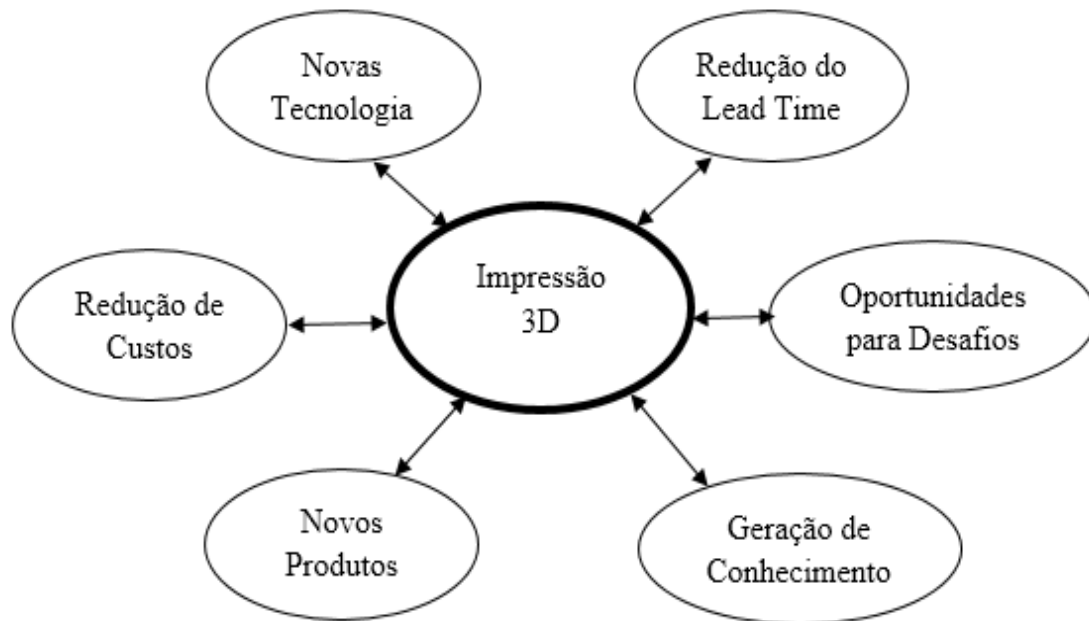 Novas
Tecnologia
Redução do
Lead Time
Impressão
3D
Redução de
Custos
Oportunidades
para Desafios
Novos
Produtos
Geração de
Conhecimento